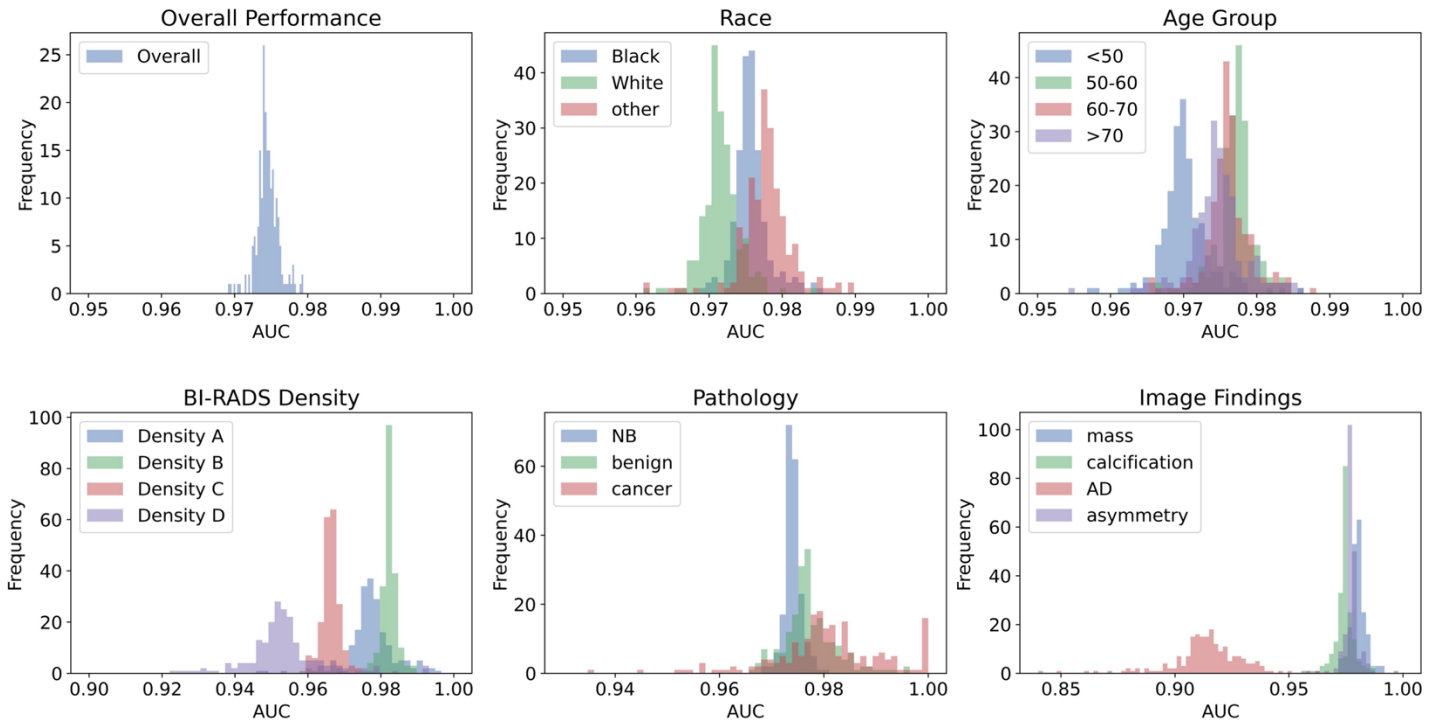 Overall Performance
Overall
25
20
15
10
5
0
Frequency
0.95 0.96 0.97 0.98 0.99 1.00
AUC
Race
Black
White
other
40
30
20
10
0
Frequency
0.95 0.96 0.97 0.98 0.99 1.00
AUC
Age Group
<50
50-60
60-70
>70
40
30
20
10
0
Frequency
0.95 0.96 0.97 0.98 0.99 1.00
AUC
BI-RADS Density
Density A
Density B
Density C
Density D
100
80
60
40
20
0
Frequency
0.90 0.92 0.94 0.96 0.98 1.00
AUC
Pathology
NB
benign
cancer
60
40
20
0
Frequency
0.94 0.96 0.98 1.00
AUC
Image Findings
mass
calcification
AD
asymmetry
100
80
60
40
20
0
Frequency
0.85 0.90 0.95 1.00
AUC